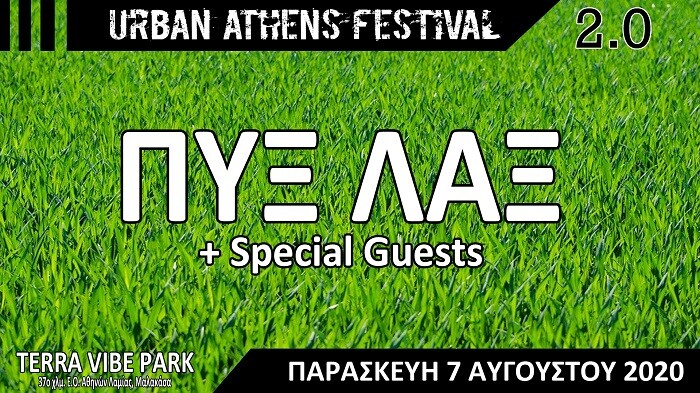 URBAN ATHENS FESTIVAL 2.0
ΠΥΞ ΛΑΞ
+ Special Guests
TERRA VIBE PARK
37ο χλμ. Ε.Ο. Αθηνών Λαμίας, Μαλακάσα
ΠΑΡΑΣΚΕΥΗ 7 ΑΥΓΟΥΣΤΟΥ 2020